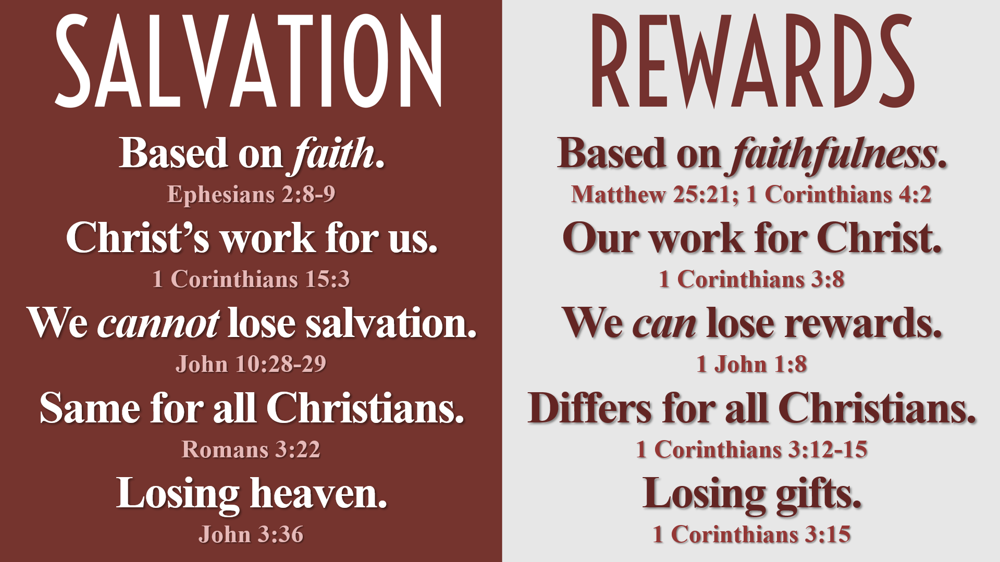 SALVATION
Based on faith.
Ephesians 2:8-9
Christ’s work for us.
1 Corinthians 15:3
We cannot lose salvation.
John 10:28-29
Same for all Christians.
Romans 3:22
Losing heaven.
John 3:36
REWARDS
Based on faithfulness.
Matthew 25:21; 1 Corinthians 4:2
Our work for Christ.
1 Corinthians 3:8
We can lose rewards.
1 John 1:8
Differs for all Christians.
1 Corinthians 3:12-15
Losing gifts.
1 Corinthians 3:15